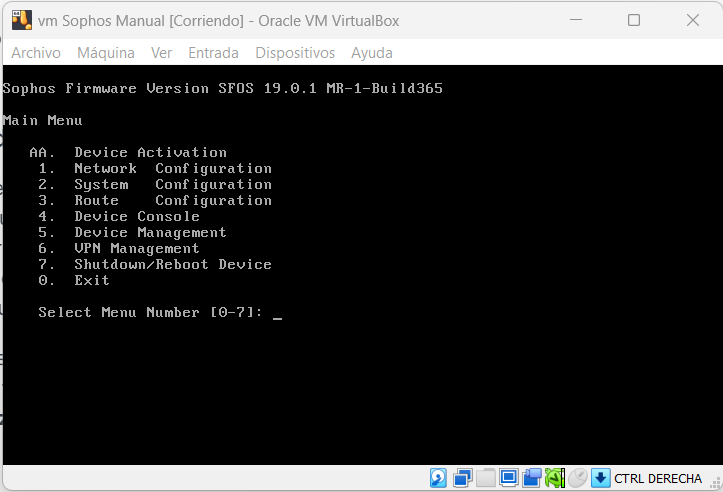 vm Sophos Manual [Corriendo] - Oracle VM VirtualBox
Archivo Máquina Ver Entrada Dispositivos Ayuda
Sophos Firmware Version SFOS 19.0.1 MR-1-Build365
Main Menu
AA. Device Activation
1. Network Configuration
2. System Configuration
3. Route Configuration
4. Device Console
5. Device Management
6. VPN Management
7. Shutdown/Reboot Device
0. Exit
Select Menu Number [0-7]: _
CTRL DERECHA